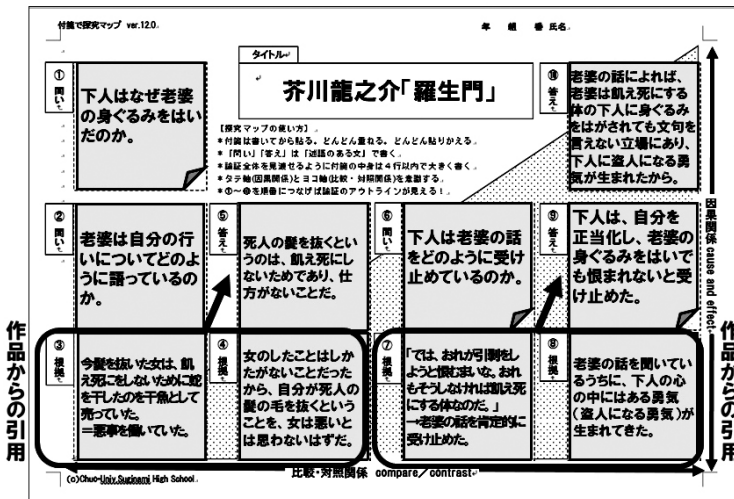 付箋で探究マップ ver.12.0
年 組 番 氏名
タイトル
芥川龍之介「羅生門」
【探究マップの使い方】
*付箋は書いてから貼る。どんどん重ねる。どんどん貼りかえる。
*「問い」「答え」は「述語のある文」で書く。
*論証全体を見渡せるように付箋の中身は4行以内で大きく書く。
*タテ軸(因果関係)とヨコ軸(比較・対照関係)を意識する。
*①〜⑩を順番につなげば論証のアウトラインが見える!
① 問い
下人はなぜ老婆
の身ぐるみをはい
だのか。
② 問い
老婆は自分の行
いについてどのよ
うに語っているの
か。
③ 根拠
今髪を抜いた女は、飢
え死にをしないために蛇
を干したのを干魚として
売っていた。
=悪事を働いていた。
④ 根拠
女のしたことはしか
たがないことだった
から、自分が死人の
髪の毛を抜くという
ことを、女は悪いと
は思わないはずだ。
⑤ 答え
死人の髪を抜くとい
うのは、飢え死にし
ないためであり、仕
方がないことだ。
⑥ 問い
下人は老婆の話
をどのように受け
止めているのか。
⑦ 根拠
「では、おれが引剥をし
ようと恨むまいな。おれ
もそうしなければ飢え死
にする体なのだ。」
→老婆の話を肯定的に
受け止めた。
⑧ 根拠
老婆の話を聞いてい
るうちに、下人の心
の中にはある勇気
(盗人になる勇気)が
生まれてきた。
⑨ 答え
下人は、自分を
正当化し、老婆の
身ぐるみをはいで
も恨まれないと受
け止めた。
⑩ 答え
老婆の話によれば、
老婆は飢え死にする
体の下人に身ぐるみ
をはがされても文句を
言えない立場にあり、
下人に盗人になる勇
気が生まれたから。
因果関係 cause and effect
作品からの引用
作品からの引用
比較・対照関係 compare/contrast
(c)Chuo-Univ.Suginami High School